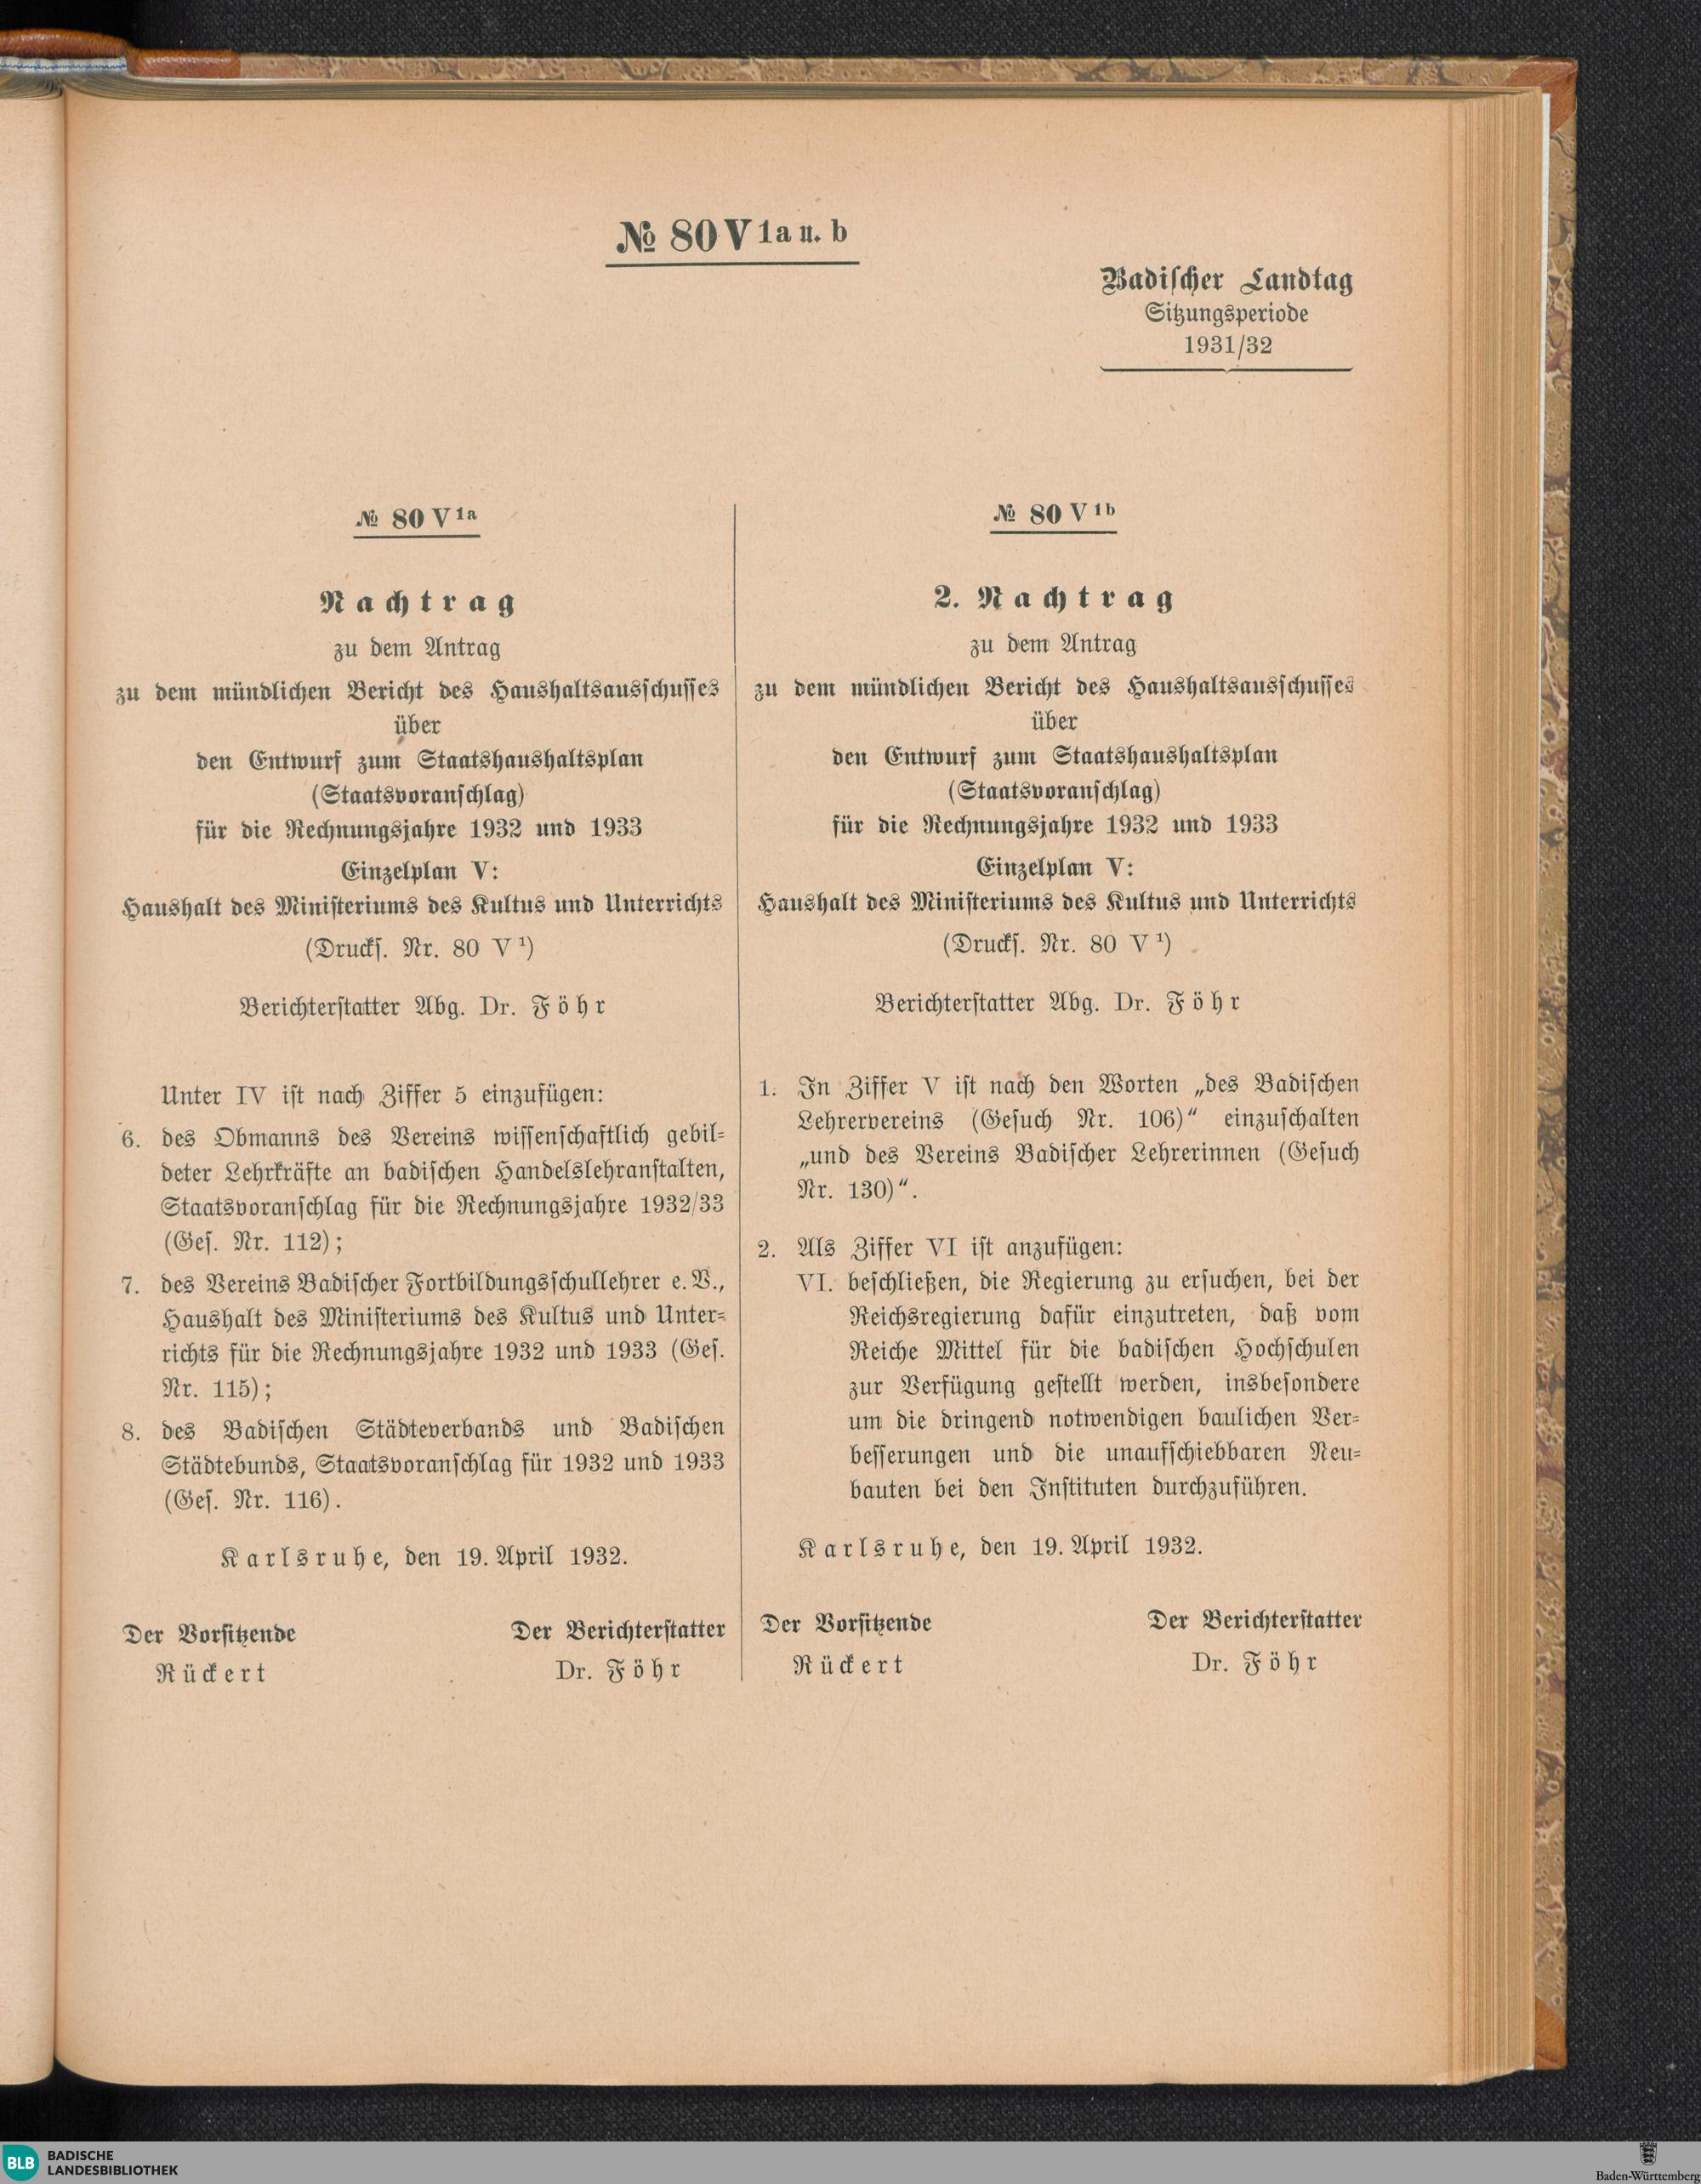 № 80 V 1a u. b
Badischer Landtag
Sitzungsperiode
1931/32
№ 80 V 1a
Nachtrag
zu dem Antrag
zu dem mündlichen Bericht des Haushaltsausschusses
über
den Entwurf zum Staatshaushaltsplan
(Staatsvoranschlag)
für die Rechnungsjahre 1932 und 1933
Einzelplan V:
Haushalt des Ministeriums des Kultus und Unterrichts
(Drucks. Nr. 80 V ¹)
Berichterstatter Abg. Dr. Föhr
Unter IV ist nach Ziffer 5 einzufügen:
6. des Obmanns des Vereins wissenschaftlich gebil-
deter Lehrkräfte an badischen Handelslehranstalten,
Staatsvoranschlag für die Rechnungsjahre 1932/33
(Ges. Nr. 112);
7. des Vereins Badischer Fortbildungsschullehrer e. V.,
Haushalt des Ministeriums des Kultus und Unter-
richts für die Rechnungsjahre 1932 und 1933 (Ges.
Nr. 115);
8. des Badischen Städteverbands und Badischen
Städtebunds, Staatsvoranschlag für 1932 und 1933
(Ges. Nr. 116).
Karlsruhe, den 19. April 1932.
Der Vorsitzende Der Berichterstatter
Rückert Dr. Föhr
№ 80 V 1b
2. Nachtrag
zu dem Antrag
zu dem mündlichen Bericht des Haushaltsausschusses
über
den Entwurf zum Staatshaushaltsplan
(Staatsvoranschlag)
für die Rechnungsjahre 1932 und 1933
Einzelplan V:
Haushalt des Ministeriums des Kultus und Unterrichts
(Drucks. Nr. 80 V ¹)
Berichterstatter Abg. Dr. Föhr
1. In Ziffer V ist nach den Worten „des Badischen
Lehrervereins (Gesuch Nr. 106)“ einzuschalten
„und des Vereins Badischer Lehrerinnen (Gesuch
Nr. 130)“.
2. Als Ziffer VI ist anzufügen:
VI. beschließen, die Regierung zu ersuchen, bei der
Reichsregierung dafür einzutreten, daß vom
Reiche Mittel für die badischen Hochschulen
zur Verfügung gestellt werden, insbesondere
um die dringend notwendigen baulichen Ver-
besserungen und die unaufschiebbaren Neu-
bauten bei den Instituten durchzuführen.
Karlsruhe, den 19. April 1932.
Der Vorsitzende Der Berichterstatter
Rückert Dr. Föhr
BLB BADISCHE
LANDESBIBLIOTHEK
Baden-Württemberg